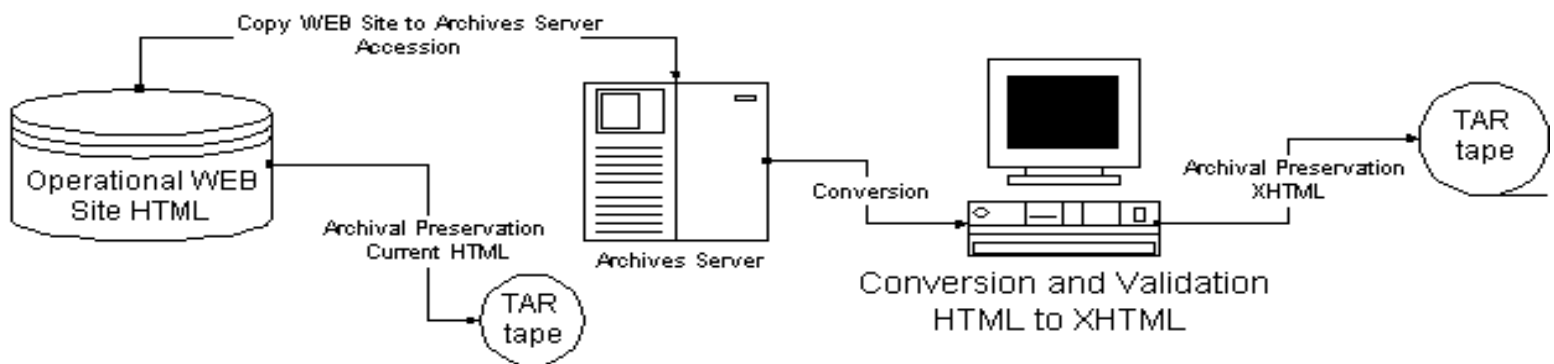 Copy WEB Site to Archives Server
Accession
Operational WEB
Site HTML
Archival Preservation
Current HTML
TAR
tape
Archives Server
Conversion
Conversion and Validation
HTML to XHTML
Archival Preservation
XHTML
TAR
tape